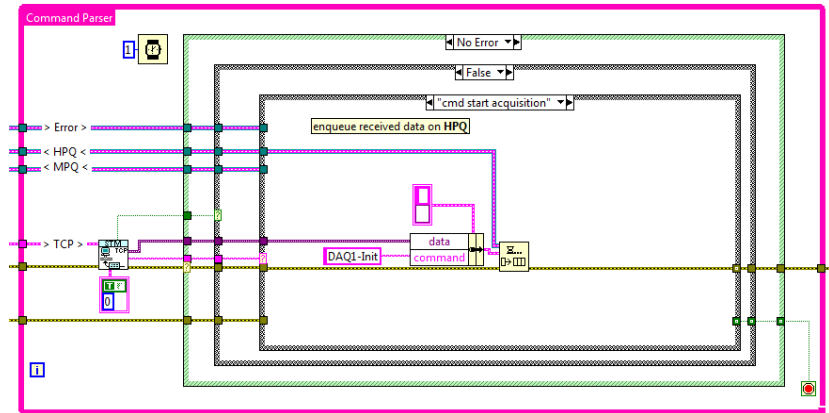 Command Parser
1
No Error
False
"cmd start acquisition"
> Error >
enqueue received data on HPQ
< HPQ <
< MPQ <
> TCP >
STM
TCP
?
data
DAQ1-Init
command
?
?
T F
0
i